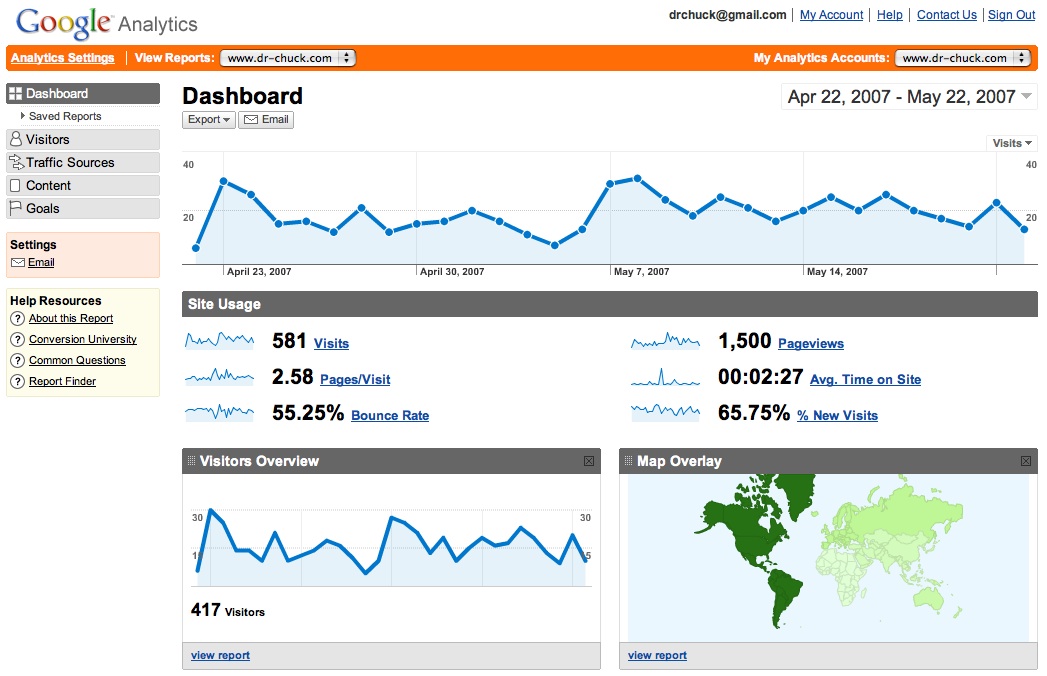 Google Analytics
drchuck@gmail.com | My Account | Help | Contact Us | Sign Out
Analytics Settings | View Reports: www.dr-chuck.com My Analytics Accounts: www.dr-chuck.com
Dashboard
Saved Reports
Visitors
Traffic Sources
Content
Goals
Settings
Email
Help Resources
About this Report
Conversion University
Common Questions
Report Finder
Dashboard
Apr 22, 2007 - May 22, 2007
Export Email
Visits
40 40
20 20
April 23, 2007 April 30, 2007 May 7, 2007 May 14, 2007
Site Usage
581 Visits
1,500 Pageviews
2.58 Pages/Visit
00:02:27 Avg. Time on Site
55.25% Bounce Rate
65.75% % New Visits
Visitors Overview
30 30
417 Visitors
view report
Map Overlay
view report